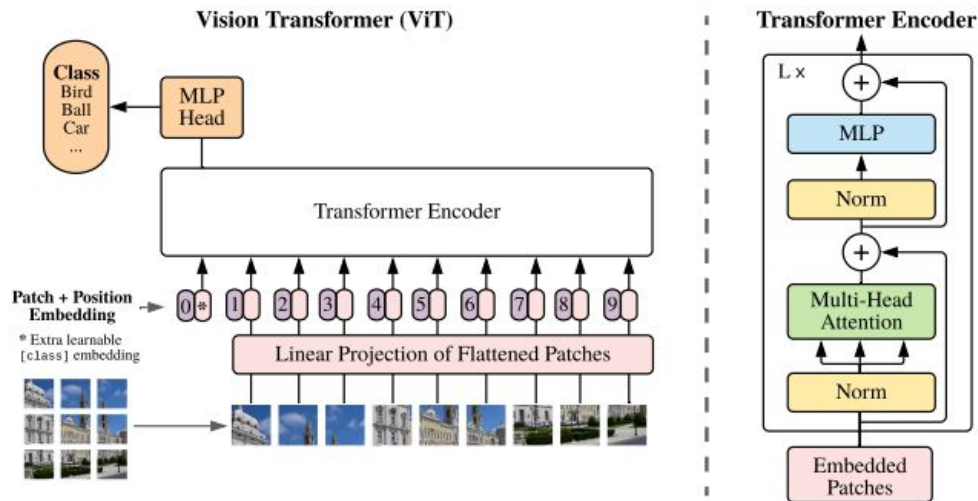 Vision Transformer (ViT)
Class
Bird
Ball
Car
...
MLP
Head
Transformer Encoder
Patch + Position
Embedding
0 * 1 2 3 4 5 6 7 8 9
* Extra learnable
[class] embedding
Linear Projection of Flattened Patches
Transformer Encoder
L x
+
MLP
Norm
+
Multi-Head
Attention
Norm
Embedded
Patches